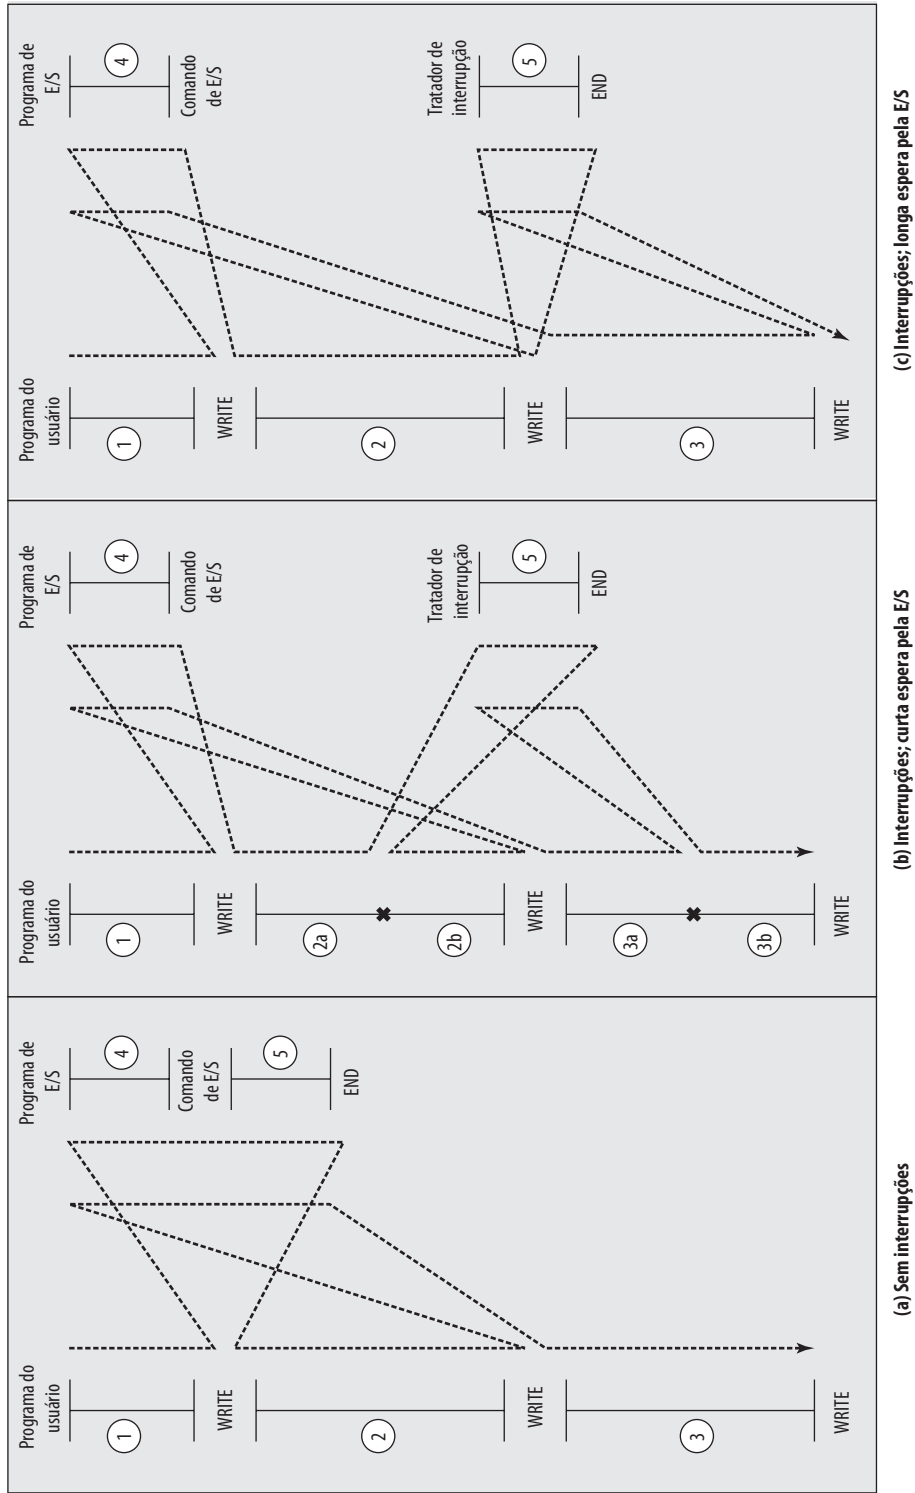 Programa do
usuário
1
WRITE
2
WRITE
3
WRITE
Programa de
E/S
4
Comando
de E/S
5
END
(a) Sem interrupções
Programa do
usuário
1
WRITE
2a
2b
WRITE
3a
3b
WRITE
Programa de
E/S
4
Comando
de E/S
Tratador de
interrupção
5
END
(b) Interrupções; curta espera pela E/S
Programa do
usuário
1
WRITE
2
WRITE
3
WRITE
Programa de
E/S
4
Comando
de E/S
Tratador de
interrupção
5
END
(c) Interrupções; longa espera pela E/S